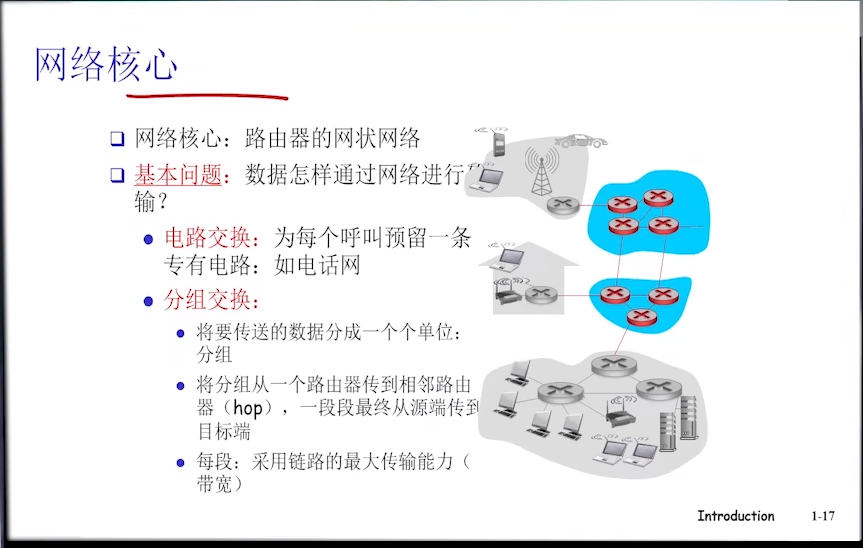 网络核心
网络核心：路由器的网状网络
基本问题：数据怎样通过网络进行
输？
电路交换：为每个呼叫预留一条
专有电路：如电话网
分组交换：
将要传送的数据分成一个个单位：
分组
将分组从一个路由器传到相邻路由
器（hop），一段段最终从源端传到
目标端
每段：采用链路的最大传输能力（
带宽）
Introduction 1-17